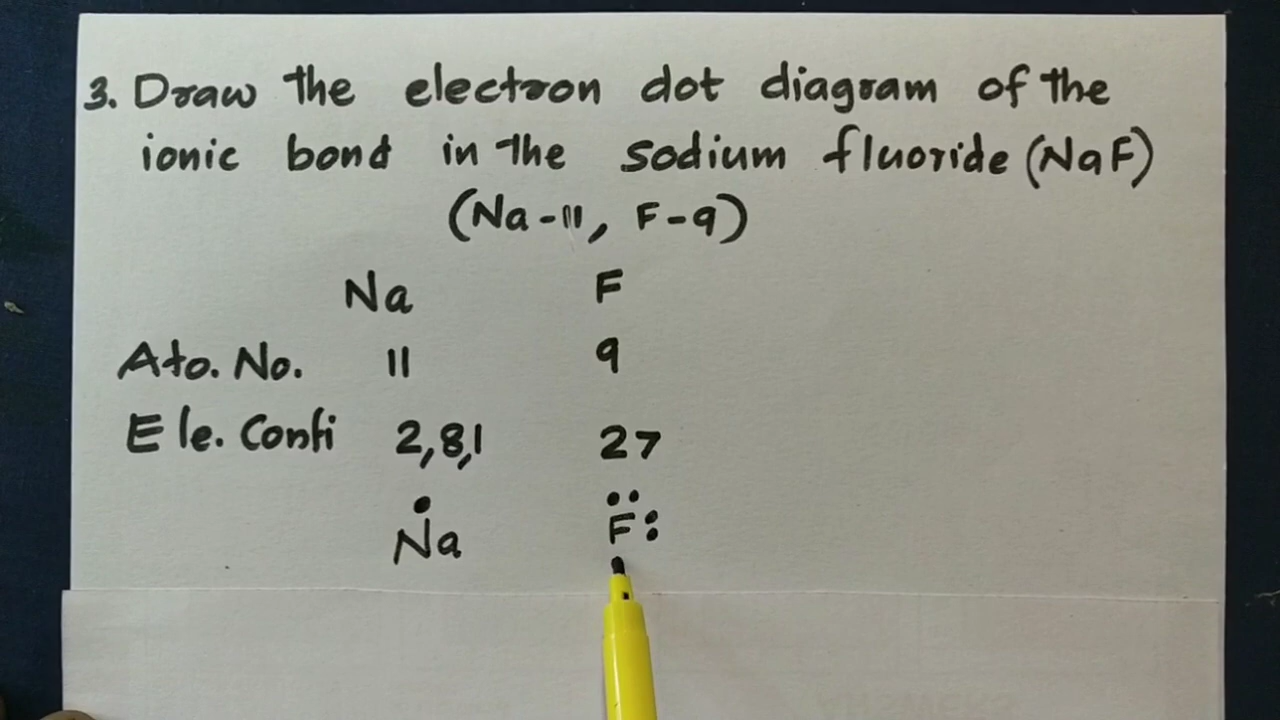 3. Draw the electron dot diagram of the
ionic bond in the sodium fluoride (NaF)
(Na-11, F-9)
Na F
Ato. No. 11 9
Ele. Confi 2,8,1 27
Na F: